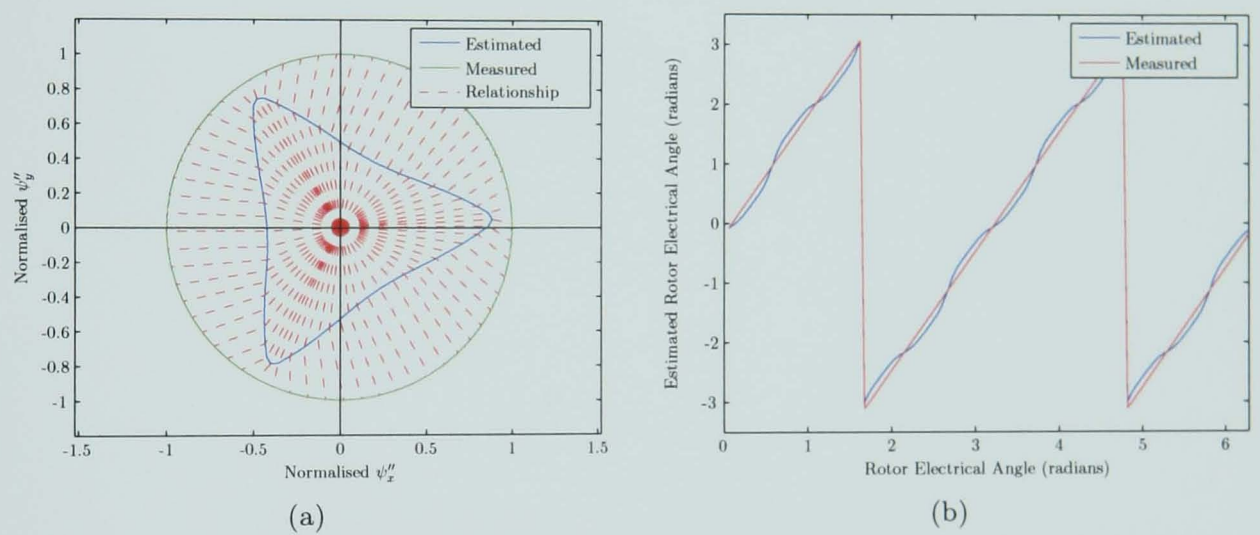 Estimated
Measured
Relationship
1
0.8
0.6
0.4
0.2
0
-0.2
-0.4
-0.6
-0.8
-1
Normalised ψ″y
-1.5 -1 -0.5 0 0.5 1 1.5
Normalised ψ″x
(a)
Estimated
Measured
3
2
1
0
-1
-2
-3
Estimated Rotor Electrical Angle (radians)
0 1 2 3 4 5 6
Rotor Electrical Angle (radians)
(b)